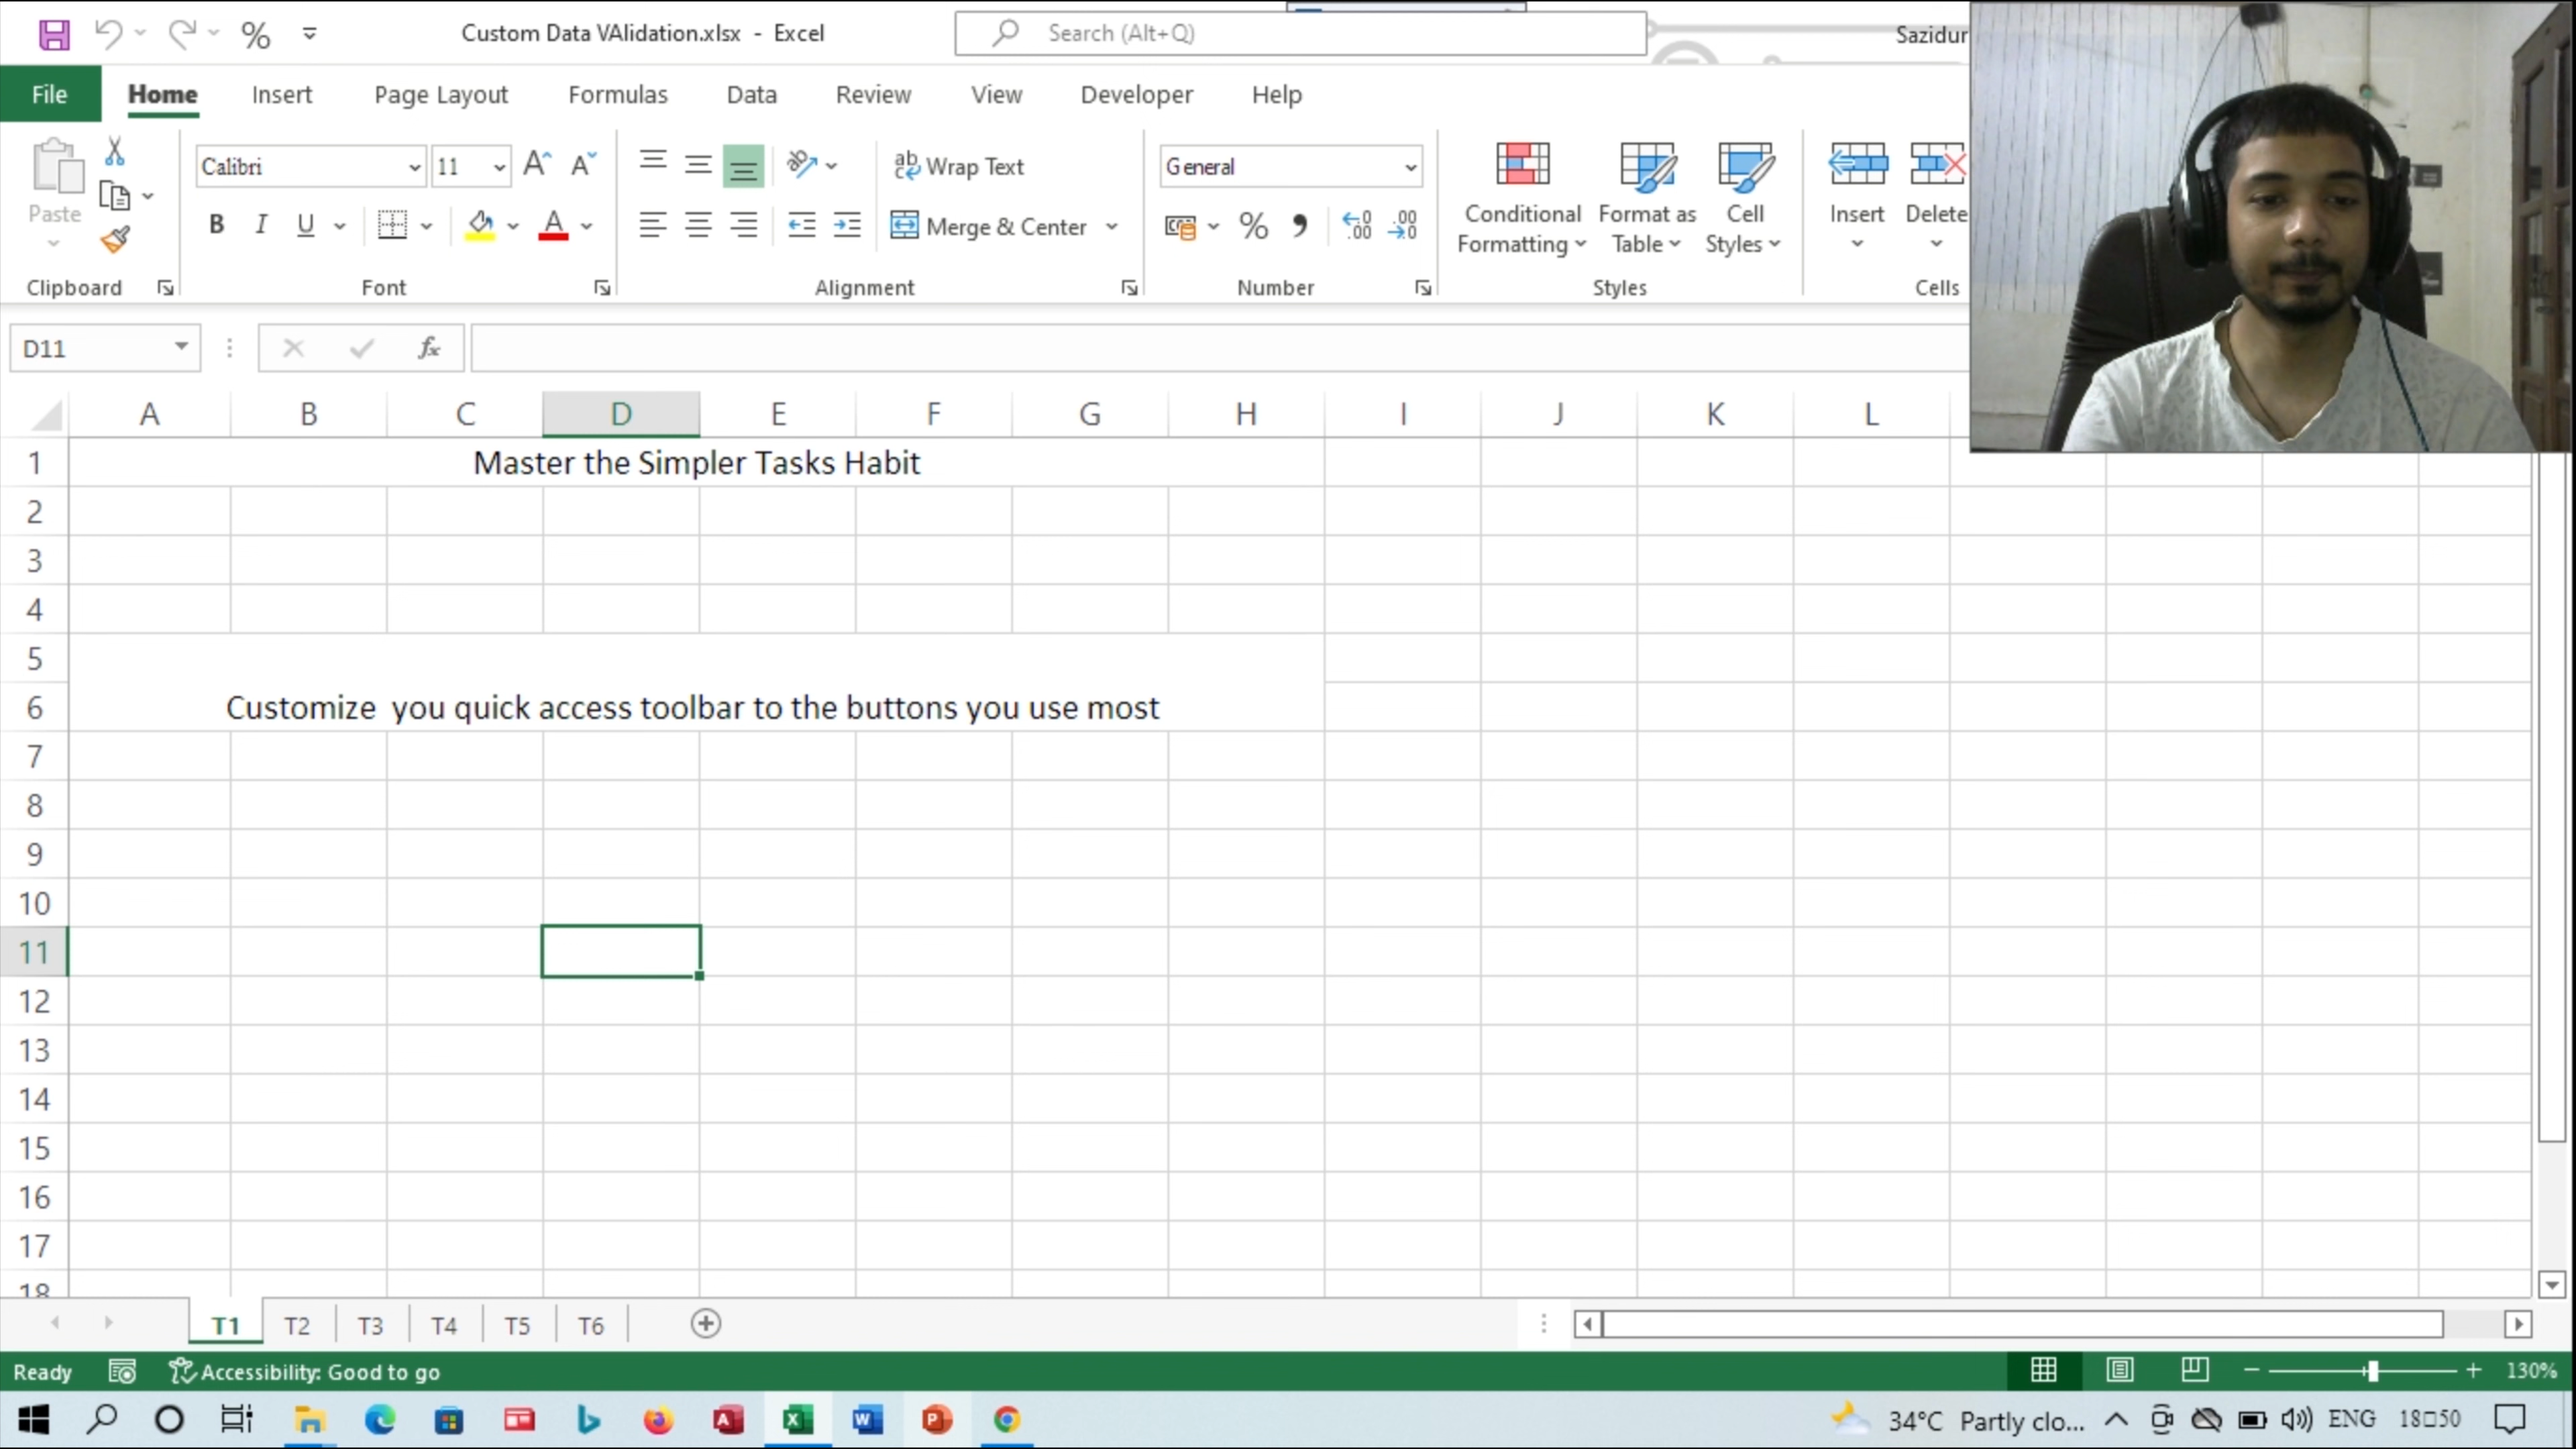 Custom Data VAlidation.xlsx - Excel
Search (Alt+Q)
Sazidur
File Home Insert Page Layout Formulas Data Review View Developer Help
Paste
Calibri 11
Wrap Text
Merge & Center
General
Conditional Formatting
Format as Table
Cell Styles
Insert
Delete
Clipboard Font Alignment Number Styles Cells
D11
A B C D E F G H I J K L
1 Master the Simpler Tasks Habit
2
3
4
5
6 Customize you quick access toolbar to the buttons you use most
7
8
9
10
11
12
13
14
15
16
17
18
T1 T2 T3 T4 T5 T6
Ready Accessibility: Good to go 130%
34°C Partly clo... ENG 18□50